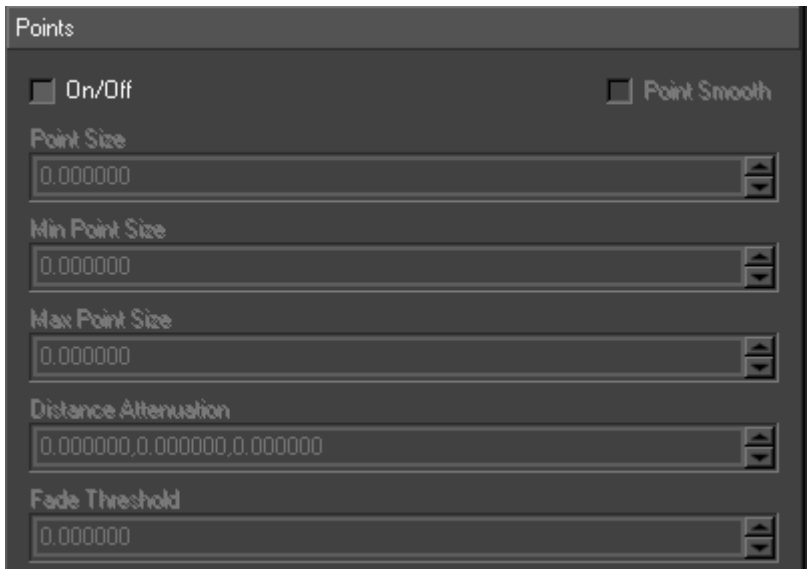 Points
On/Off Point Smooth
Point Size
0.000000
Min Point Size
0.000000
Max Point Size
0.000000
Distance Attenuation
0.000000,0.000000,0.000000
Fade Threshold
0.000000